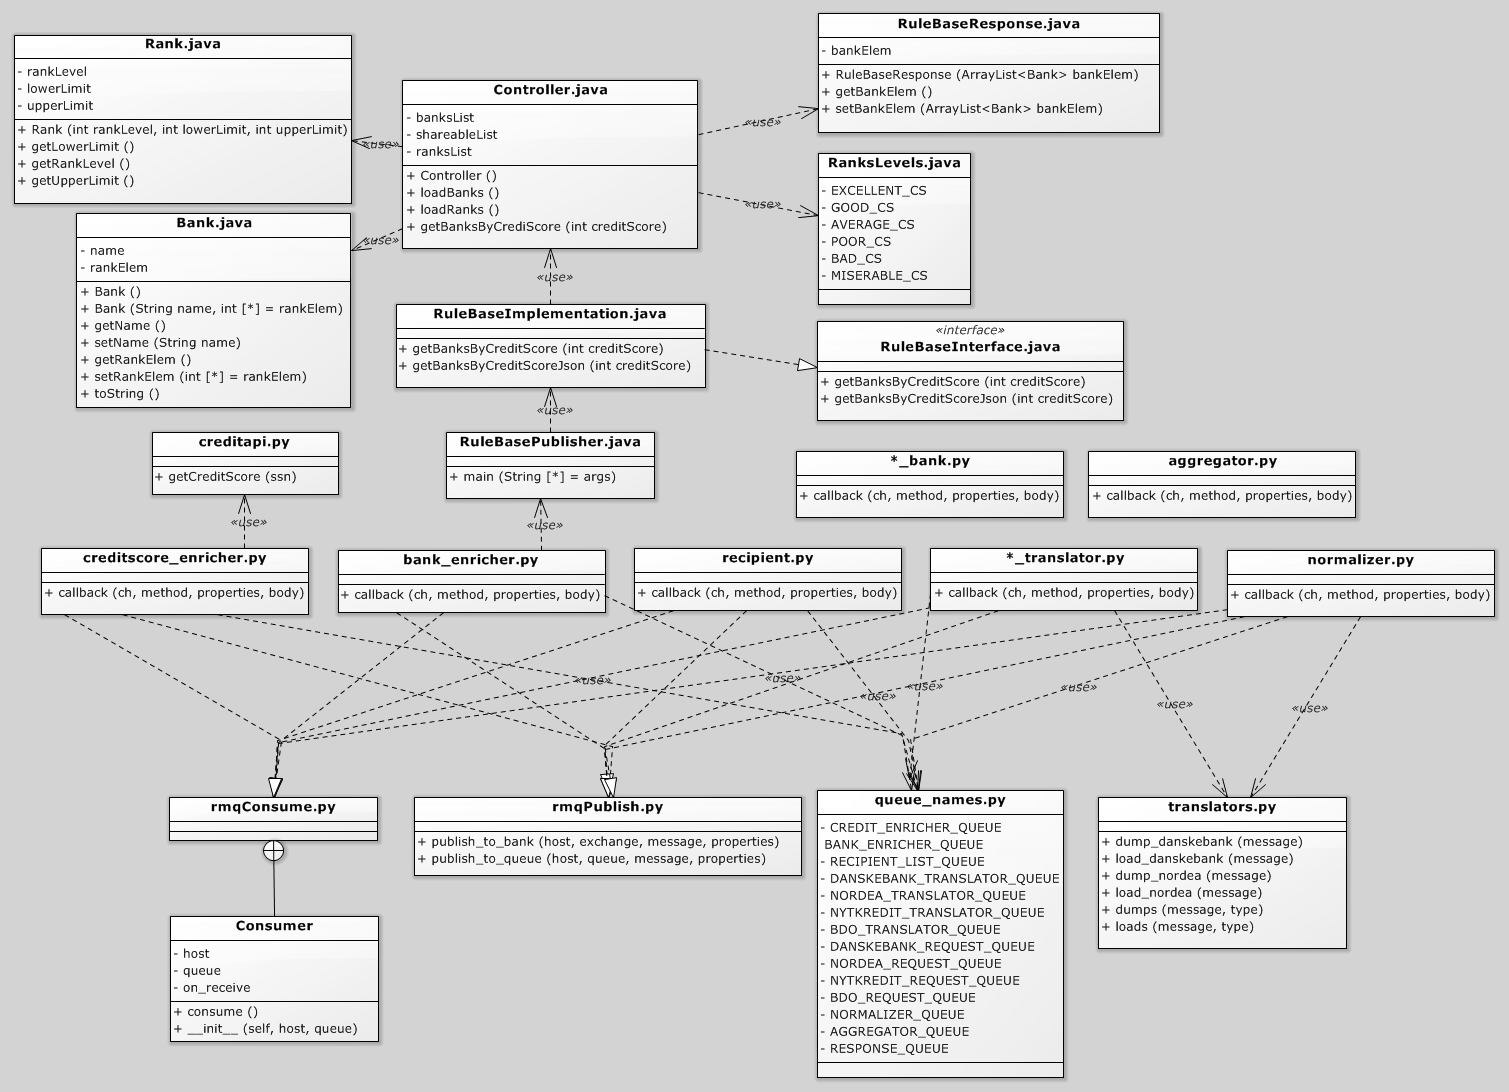 Rank.java
- rankLevel
- lowerLimit
- upperLimit
+ Rank (int rankLevel, int lowerLimit, int upperLimit)
+ getLowerLimit ()
+ getRankLevel ()
+ getUpperLimit ()
Controller.java
- banksList
- shareableList
- ranksList
+ Controller ()
+ loadBanks ()
+ loadRanks ()
+ getBanksByCrediScore (int creditScore)
RuleBaseResponse.java
- bankElem
+ RuleBaseResponse (ArrayList<Bank> bankElem)
+ getBankElem ()
+ setBankElem (ArrayList<Bank> bankElem)
«use»
«use»
RanksLevels.java
- EXCELLENT_CS
- GOOD_CS
- AVERAGE_CS
- POOR_CS
- BAD_CS
- MISERABLE_CS
«use»
Bank.java
- name
- rankElem
+ Bank ()
+ Bank (String name, int [*] = rankElem)
+ getName ()
+ setName (String name)
+ getRankElem ()
+ setRankElem (int [*] = rankElem)
+ toString ()
«use»
«use»
RuleBaseImplementation.java
+ getBanksByCreditScore (int creditScore)
+ getBanksByCreditScoreJson (int creditScore)
«interface»
RuleBaseInterface.java
+ getBanksByCreditScore (int creditScore)
+ getBanksByCreditScoreJson (int creditScore)
«use»
creditapi.py
+ getCreditScore (ssn)
RuleBasePublisher.java
+ main (String [*] = args)
*_bank.py
+ callback (ch, method, properties, body)
aggregator.py
+ callback (ch, method, properties, body)
«use»
«use»
creditscore_enricher.py
+ callback (ch, method, properties, body)
bank_enricher.py
+ callback (ch, method, properties, body)
recipient.py
+ callback (ch, method, properties, body)
*_translator.py
+ callback (ch, method, properties, body)
normalizer.py
+ callback (ch, method, properties, body)
«use»
«use»
«use»
«use»
«use»
«use»
«use»
rmqConsume.py
rmqPublish.py
+ publish_to_bank (host, exchange, message, properties)
+ publish_to_queue (host, queue, message, properties)
queue_names.py
- CREDIT_ENRICHER_QUEUE
BANK_ENRICHER_QUEUE
- RECIPIENT_LIST_QUEUE
- DANSKEBANK_TRANSLATOR_QUEUE
- NORDEA_TRANSLATOR_QUEUE
- NYTKREDIT_TRANSLATOR_QUEUE
- BDO_TRANSLATOR_QUEUE
- DANSKEBANK_REQUEST_QUEUE
- NORDEA_REQUEST_QUEUE
- NYTKREDIT_REQUEST_QUEUE
- BDO_REQUEST_QUEUE
- NORMALIZER_QUEUE
- AGGREGATOR_QUEUE
- RESPONSE_QUEUE
translators.py
+ dump_danskebank (message)
+ load_danskebank (message)
+ dump_nordea (message)
+ load_nordea (message)
+ dumps (message, type)
+ loads (message, type)
Consumer
- host
- queue
- on_receive
+ consume ()
+ __init__ (self, host, queue)